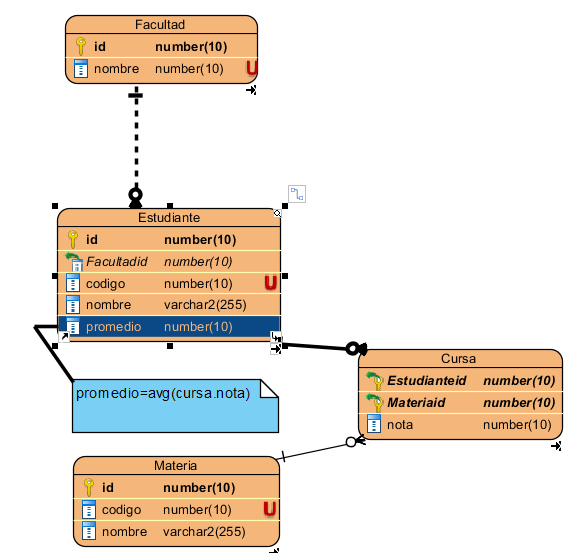 Facultad
id number(10)
nombre number(10) U
Estudiante
id number(10)
Facultadid number(10)
codigo number(10) U
nombre varchar2(255)
promedio number(10)
promedio=avg(cursa.nota)
Cursa
Estudianteid number(10)
Materiaid number(10)
nota number(10)
Materia
id number(10)
codigo number(10) U
nombre varchar2(255)